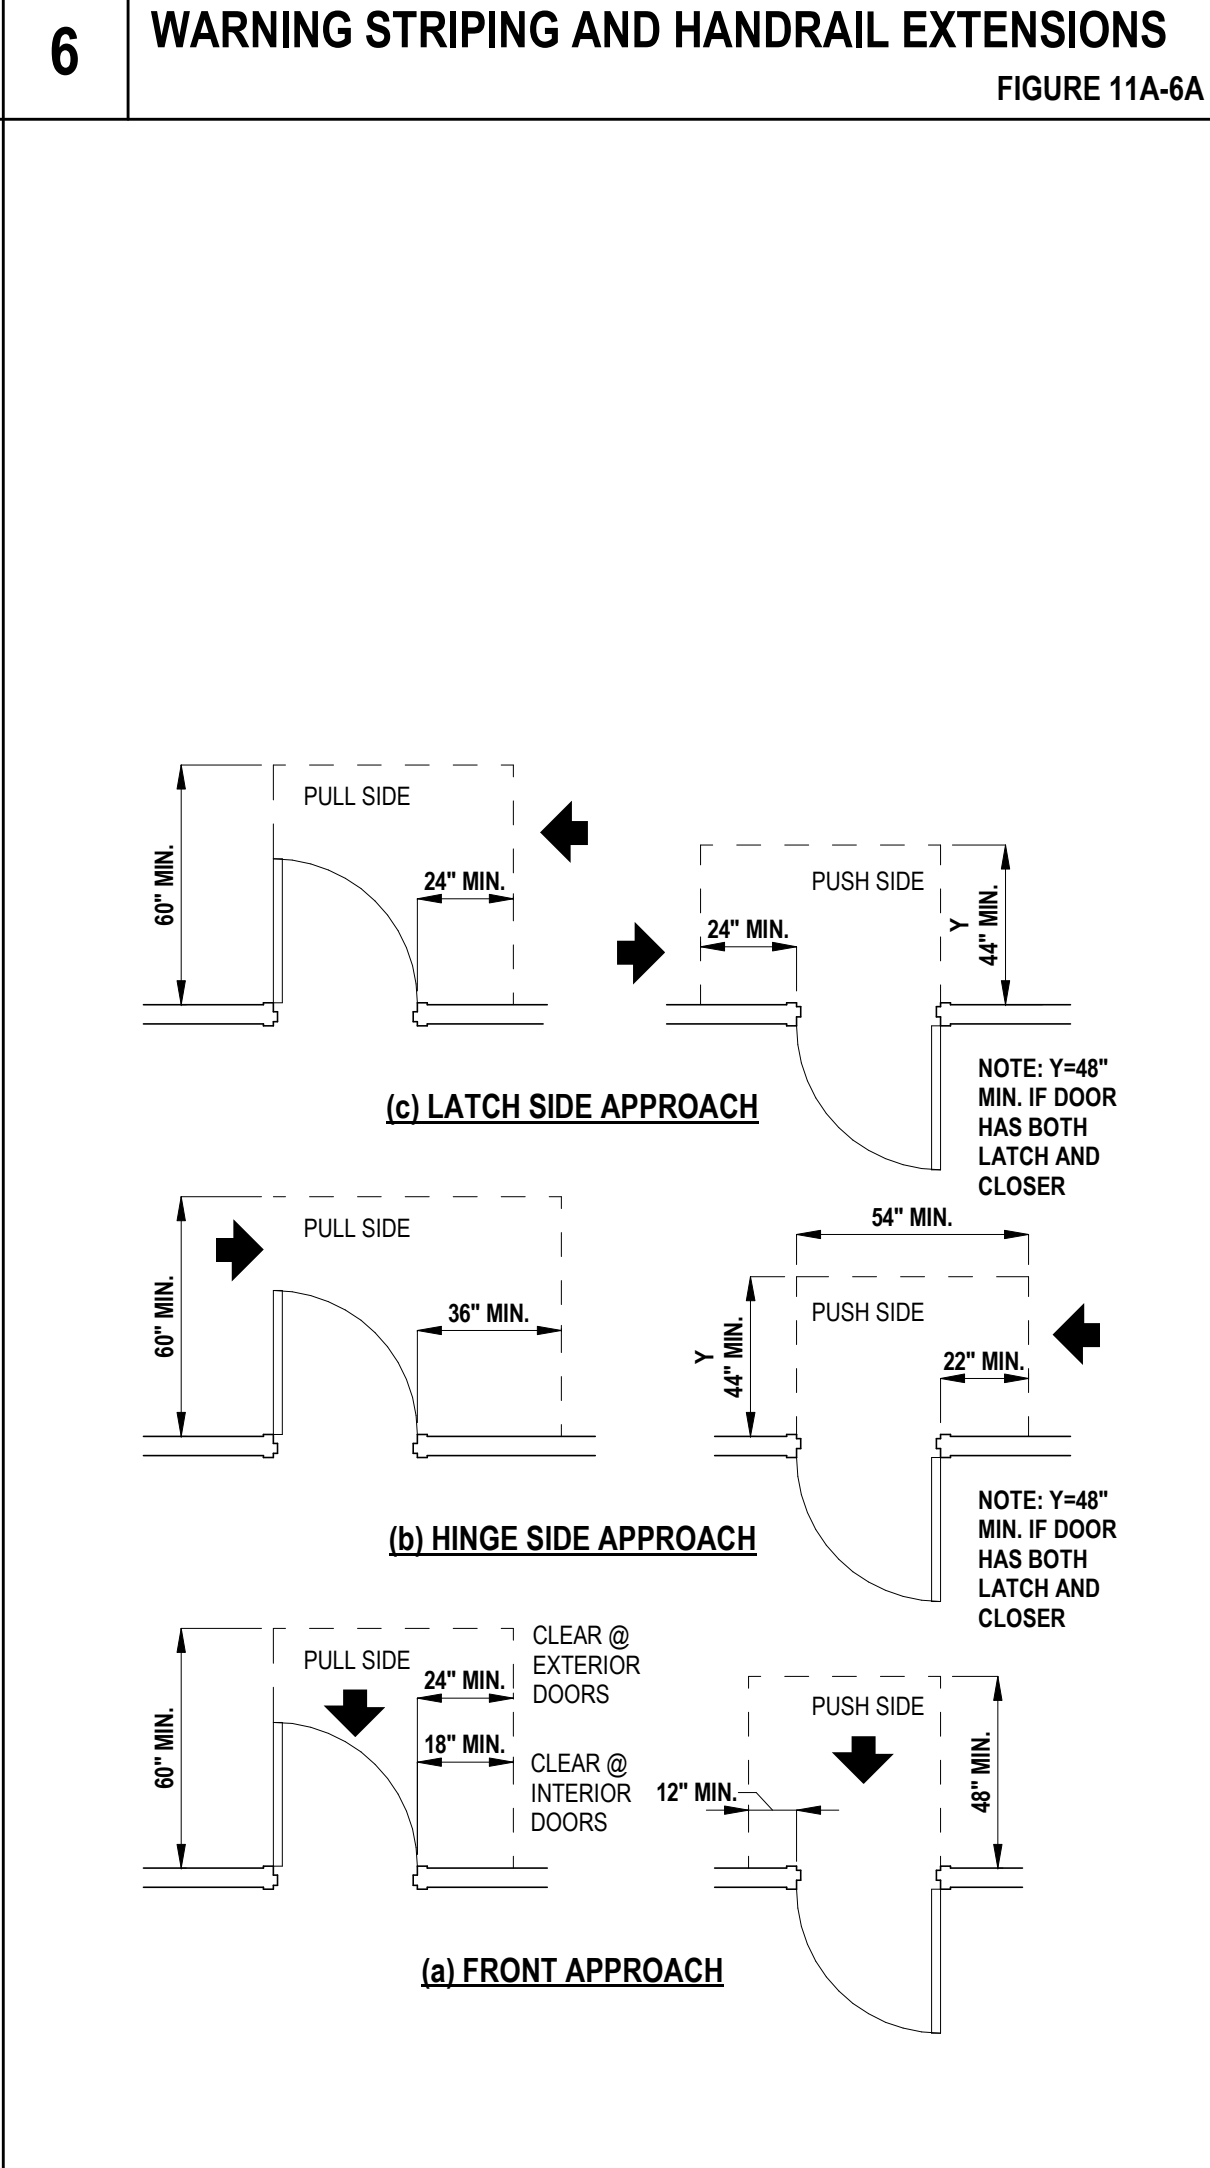 6
WARNING STRIPING AND HANDRAIL EXTENSIONS
FIGURE 11A-6A
PULL SIDE
60" MIN.
24" MIN.
PUSH SIDE
24" MIN.
Y
44" MIN.
NOTE: Y=48"
MIN. IF DOOR
HAS BOTH
LATCH AND
CLOSER
(c) LATCH SIDE APPROACH
PULL SIDE
60" MIN.
36" MIN.
54" MIN.
PUSH SIDE
Y
44" MIN.
22" MIN.
NOTE: Y=48"
MIN. IF DOOR
HAS BOTH
LATCH AND
CLOSER
(b) HINGE SIDE APPROACH
PULL SIDE
60" MIN.
24" MIN.
CLEAR @
EXTERIOR
DOORS
18" MIN.
CLEAR @
INTERIOR
DOORS
PUSH SIDE
12" MIN.
48" MIN.
(a) FRONT APPROACH